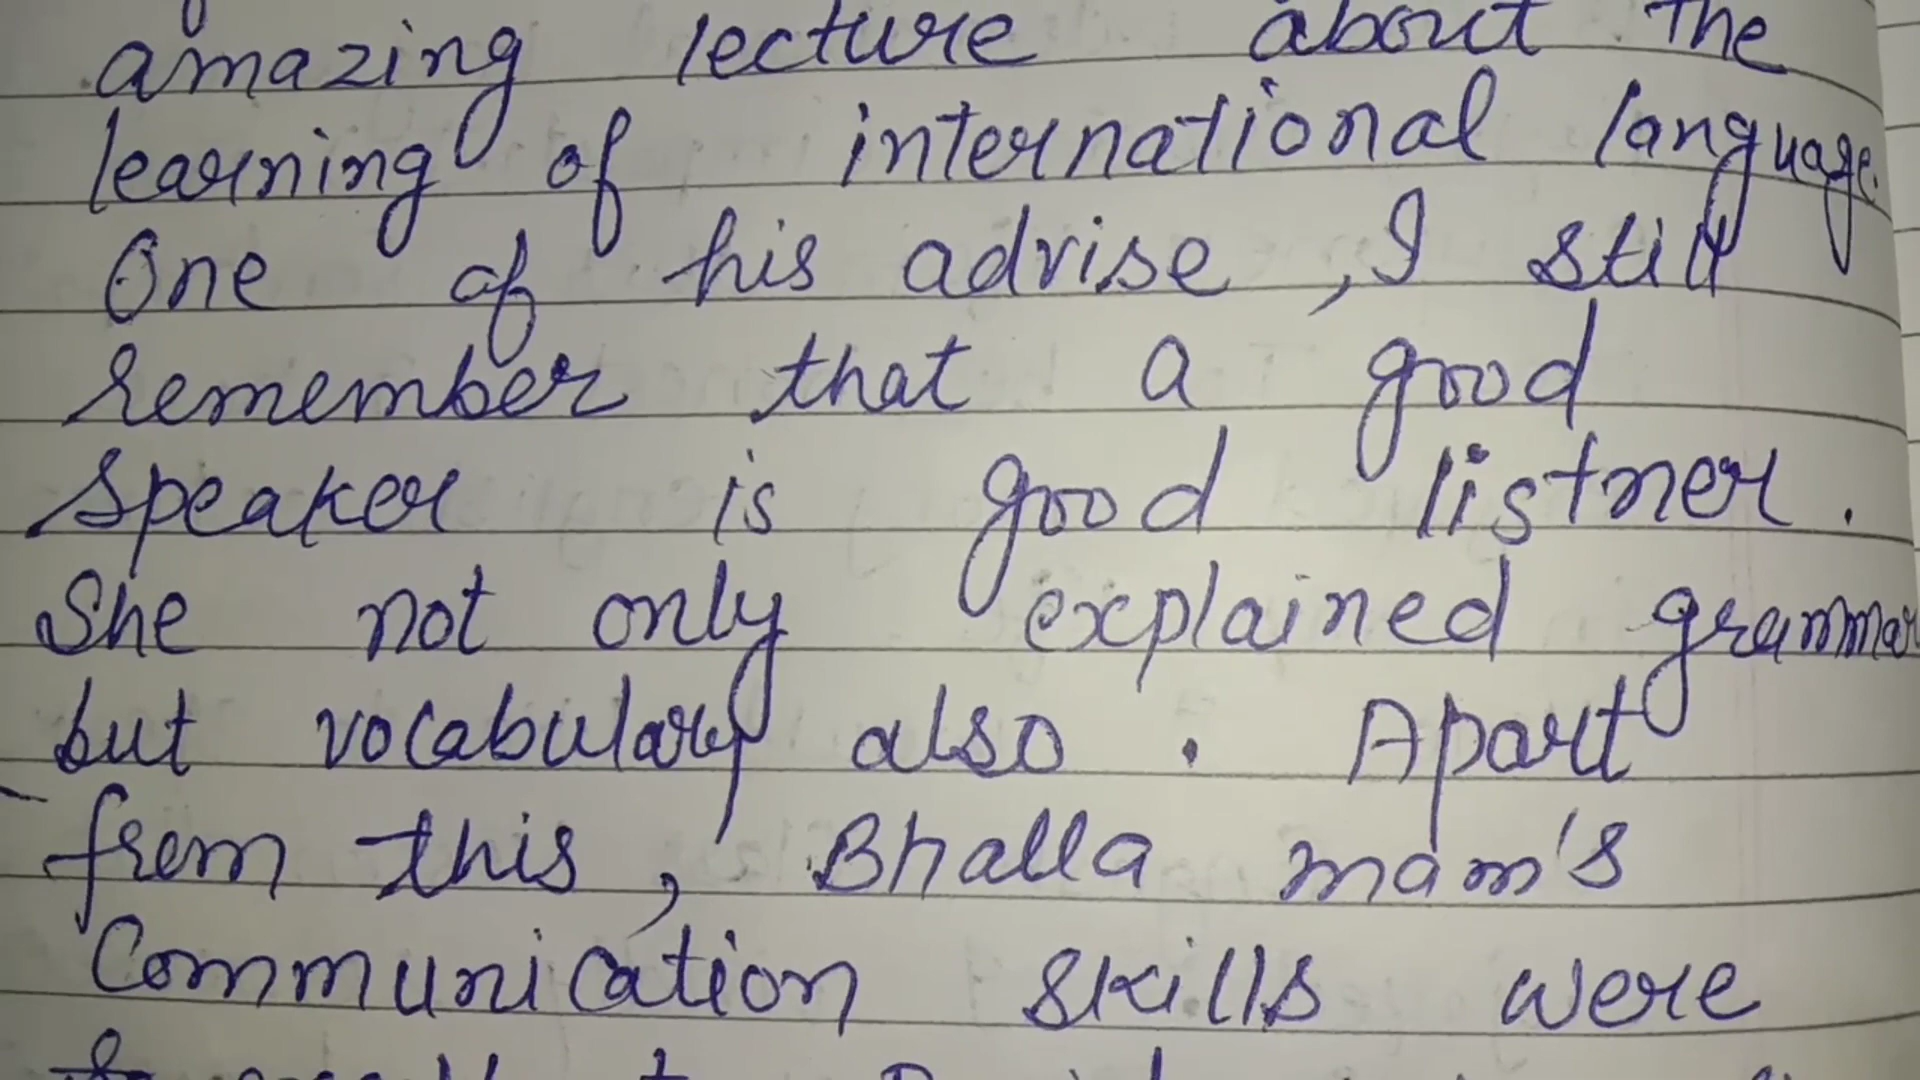 amazing lecture about the
learning of international language.
One of his advise, I still
remember that a good
speaker is good listner.
She not only explained grammar
but vocabulary also. Apart
from this, Bhalla mam's
Communication skills were